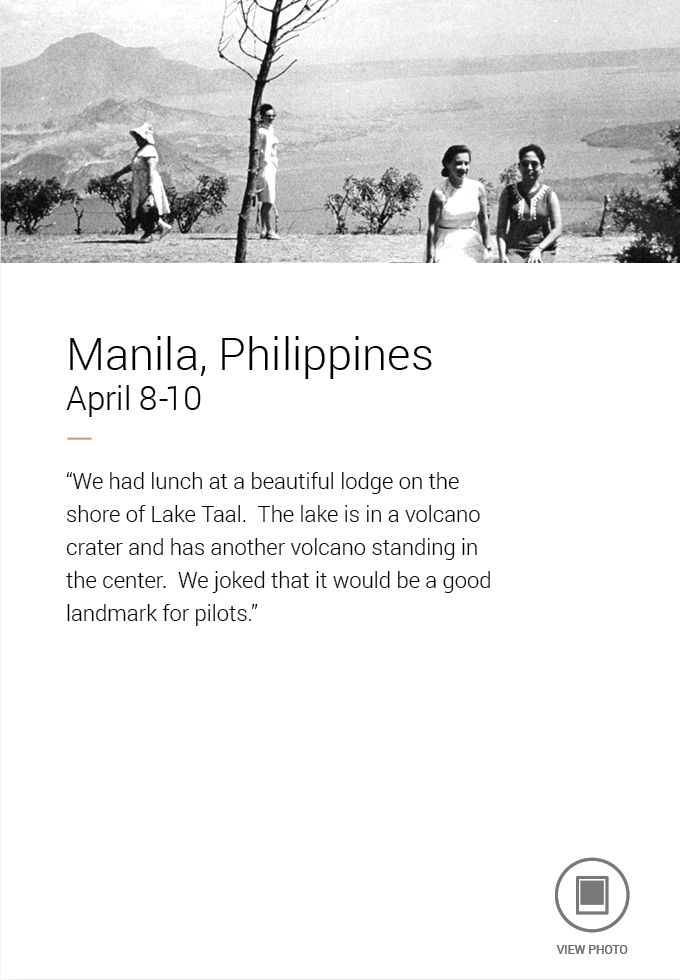 Manila, Philippines
April 8-10
“We had lunch at a beautiful lodge on the
shore of Lake Taal.  The lake is in a volcano
crater and has another volcano standing in
the center.  We joked that it would be a good
landmark for pilots.”
VIEW PHOTO